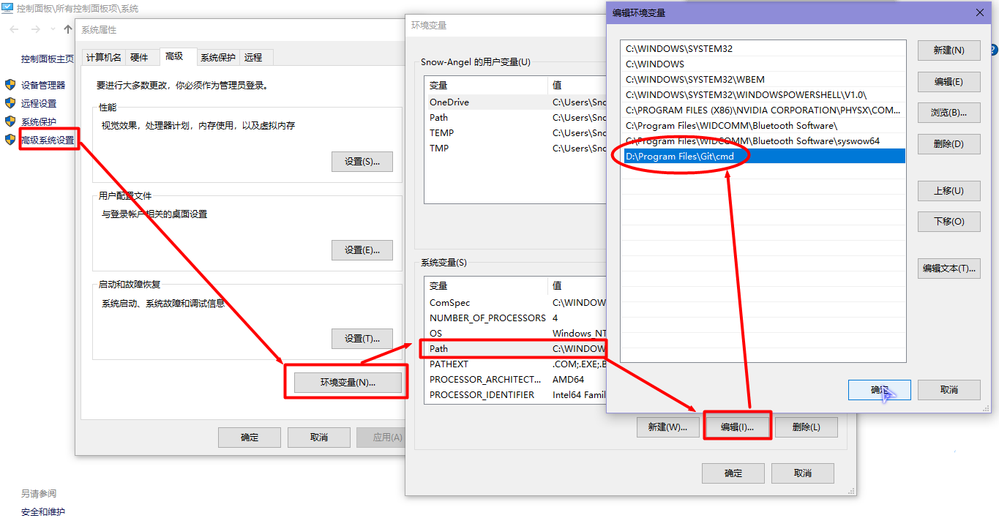 控制面板\所有控制面板项\系统
控制面板主页
设备管理器
远程设置
系统保护
高级系统设置
另请参阅
安全和维护
系统属性
计算机名
硬件
高级
系统保护
远程
要进行大多数更改，你必须作为管理员登录。
性能
视觉效果，处理器计划，内存使用，以及虚拟内存
设置(S)...
用户配置文件
与登录帐户相关的桌面设置
设置(E)...
启动和故障恢复
系统启动、系统故障和调试信息
设置(T)...
环境变量(N)...
确定
取消
应用(A)
环境变量
Snow-Angel 的用户变量(U)
变量 值
OneDrive C:\Users\Sno
Path C:\Users\Sno
TEMP C:\Users\Sno
TMP C:\Users\Sno
系统变量(S)
变量 值
ComSpec C:\WINDOW
NUMBER_OF_PROCESSORS 4
OS Windows_NT
Path C:\WINDOW
PATHEXT .COM;.EXE;.B
PROCESSOR_ARCHITECT... AMD64
PROCESSOR_IDENTIFIER Intel64 Famil
新建(W)...
编辑(I)...
删除(L)
确定
取消
编辑环境变量
C:\WINDOWS\SYSTEM32
C:\WINDOWS
C:\WINDOWS\SYSTEM32\WBEM
C:\WINDOWS\SYSTEM32\WINDOWSPOWERSHELL\V1.0\
C:\PROGRAM FILES (X86)\NVIDIA CORPORATION\PHYSX\COM...
C:\Program Files\WIDCOMM\Bluetooth Software\
C:\Program Files\WIDCOMM\Bluetooth Software\syswow64
D:\Program Files\Git\cmd
新建(N)
编辑(E)
浏览(B)...
删除(D)
上移(U)
下移(O)
编辑文本(T)...
确定
取消